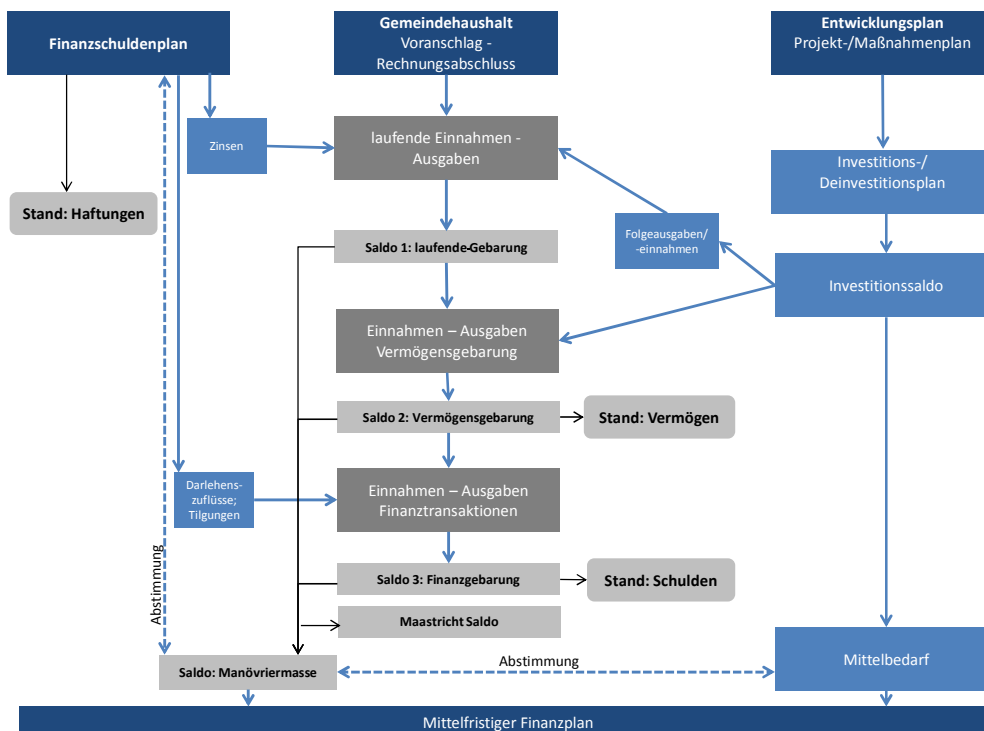 Finanzschuldenplan
Gemeindehaushalt
Voranschlag -
Rechnungsabschluss
Entwicklungsplan
Projekt-/Maßnahmenplan
Zinsen
laufende Einnahmen -
Ausgaben
Investitions-/
Deinvestitionsplan
Stand: Haftungen
Folgeausgaben/
-einnahmen
Saldo 1: laufende-Gebarung
Investitionssaldo
Einnahmen – Ausgaben
Vermögensgebarung
Saldo 2: Vermögensgebarung
Stand: Vermögen
Darlehens-
zuflüsse;
Tilgungen
Einnahmen – Ausgaben
Finanztransaktionen
Abstimmung
Saldo 3: Finanzgebarung
Stand: Schulden
Maastricht Saldo
Saldo: Manövriermasse
Abstimmung
Mittelbedarf
Mittelfristiger Finanzplan